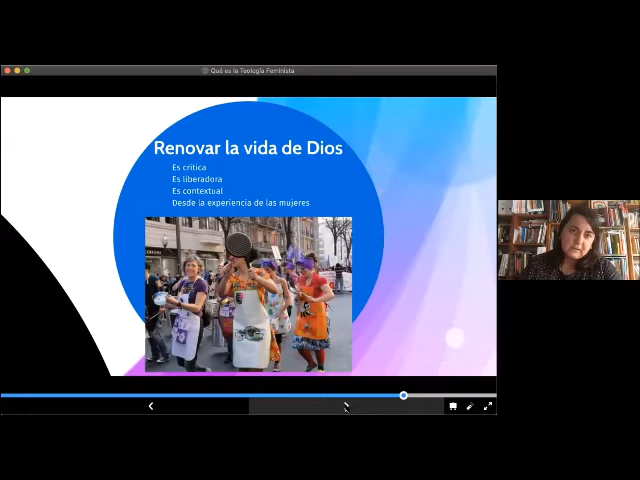 Qué es la Teología Feminista
Renovar la vida de Dios
Es crítica
Es liberadora
Es contextual
Desde la experiencia de las mujeres